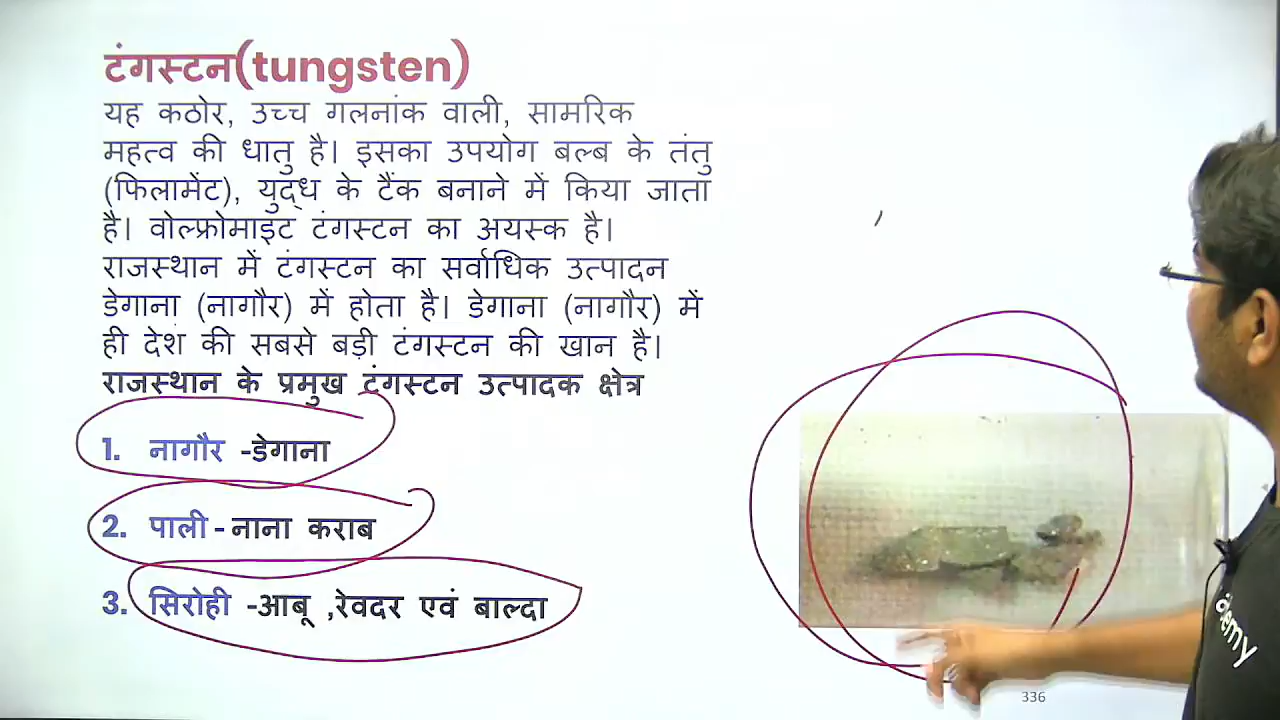 टंगस्टन(tungsten)
यह कठोर, उच्च गलनांक वाली, सामरिक
महत्व की धातु है। इसका उपयोग बल्ब के तंतु
(फिलामेंट), युद्ध के टैंक बनाने में किया जाता
है। वोल्फ्रोमाइट टंगस्टन का अयस्क है।
राजस्थान में टंगस्टन का सर्वाधिक उत्पादन
डेगाना (नागौर) में होता है। डेगाना (नागौर) में
ही देश की सबसे बड़ी टंगस्टन की खान है।
राजस्थान के प्रमुख टंगस्टन उत्पादक क्षेत्र
1. नागौर -डेगाना
2. पाली- नाना कराब
3. सिरोही -आबू ,रेवदर एवं बाल्दा
336